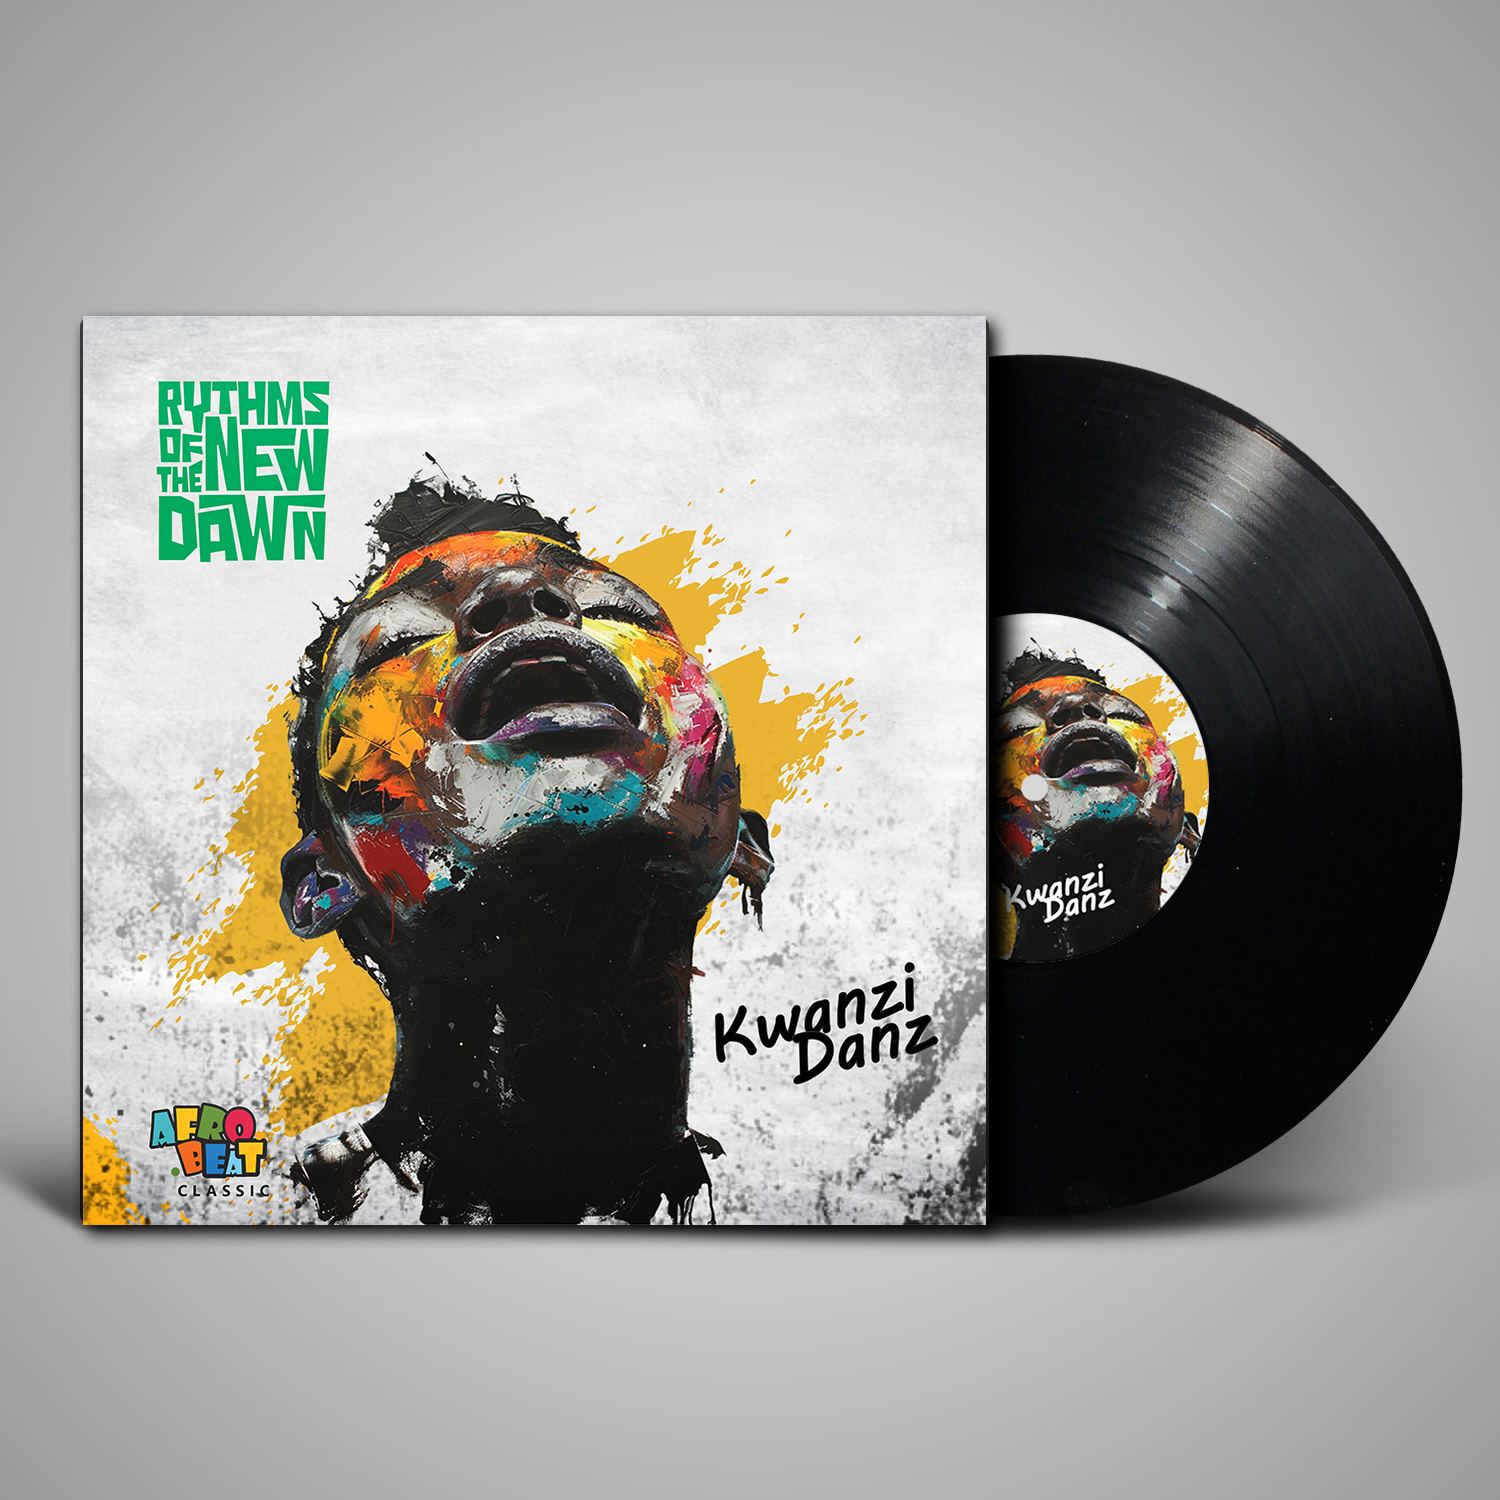 RYTHMS
OF THE NEW
DAWN
Kwanzi
Danz
AFRO
BEAT
CLASSIC
Kwanzi
Danz